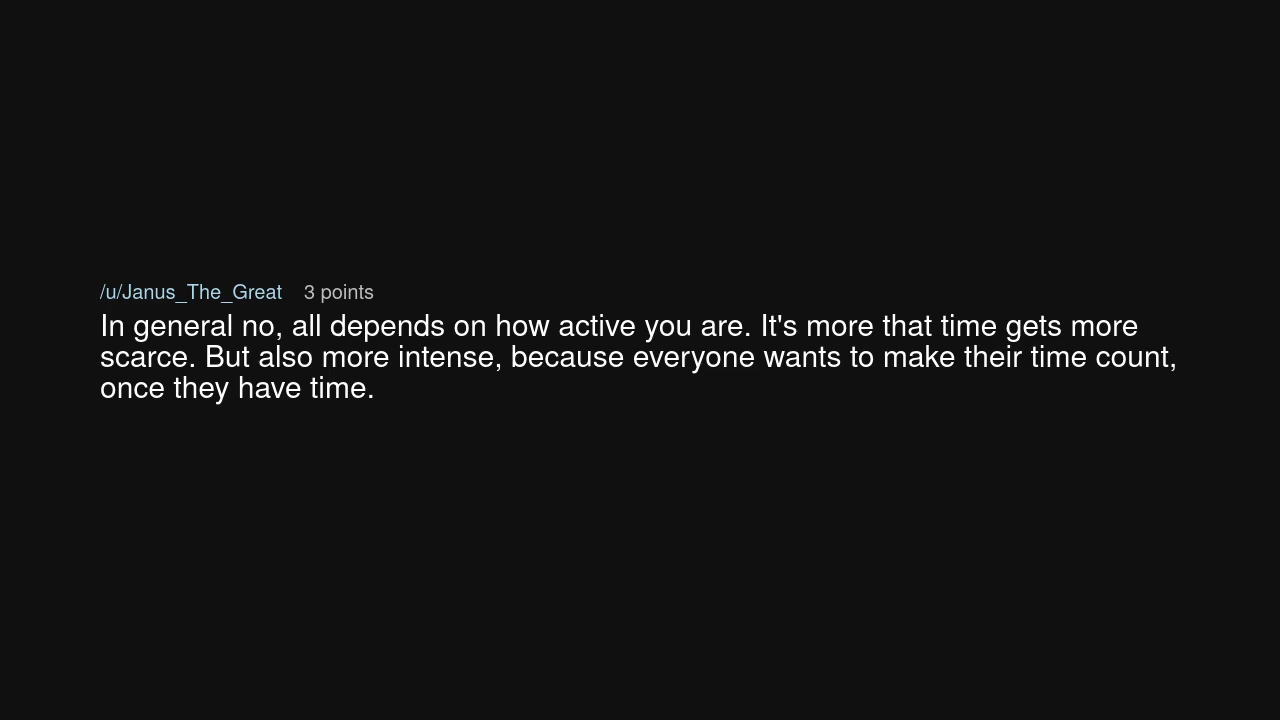 /u/Janus_The_Great 3 points
In general no, all depends on how active you are. It's more that time gets more
scarce. But also more intense, because everyone wants to make their time count,
once they have time.